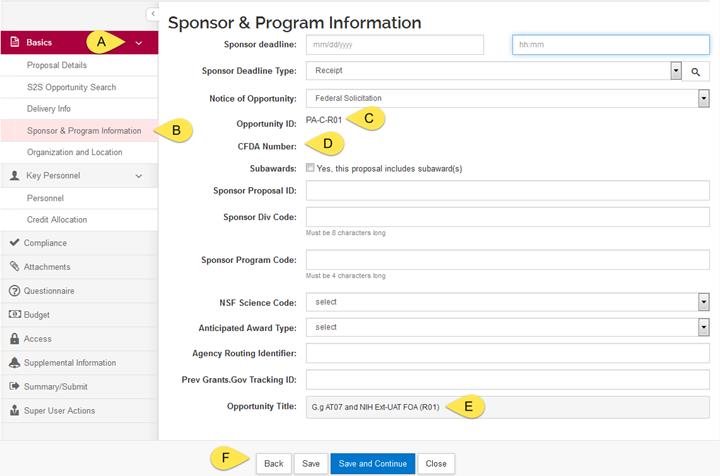 Sponsor & Program Information
Basics
A
Proposal Details
S2S Opportunity Search
Delivery Info
Sponsor & Program Information
B
Organization and Location
Key Personnel
Personnel
Credit Allocation
Compliance
Attachments
Questionnaire
Budget
Access
Supplemental Information
Summary/Submit
Super User Actions
Sponsor deadline: mm/dd/yyyy hh:mm
Sponsor Deadline Type: Receipt
Notice of Opportunity: Federal Solicitation
Opportunity ID: PA-C-R01 C
CFDA Number: D
Subawards: Yes, this proposal includes subaward(s)
Sponsor Proposal ID:
Sponsor Div Code:
Must be 8 characters long
Sponsor Program Code:
Must be 4 characters long
NSF Science Code: select
Anticipated Award Type: select
Agency Routing Identifier:
Prev Grants.Gov Tracking ID:
Opportunity Title: G.g AT07 and NIH Ext-UAT FOA (R01) E
F Back Save Save and Continue Close